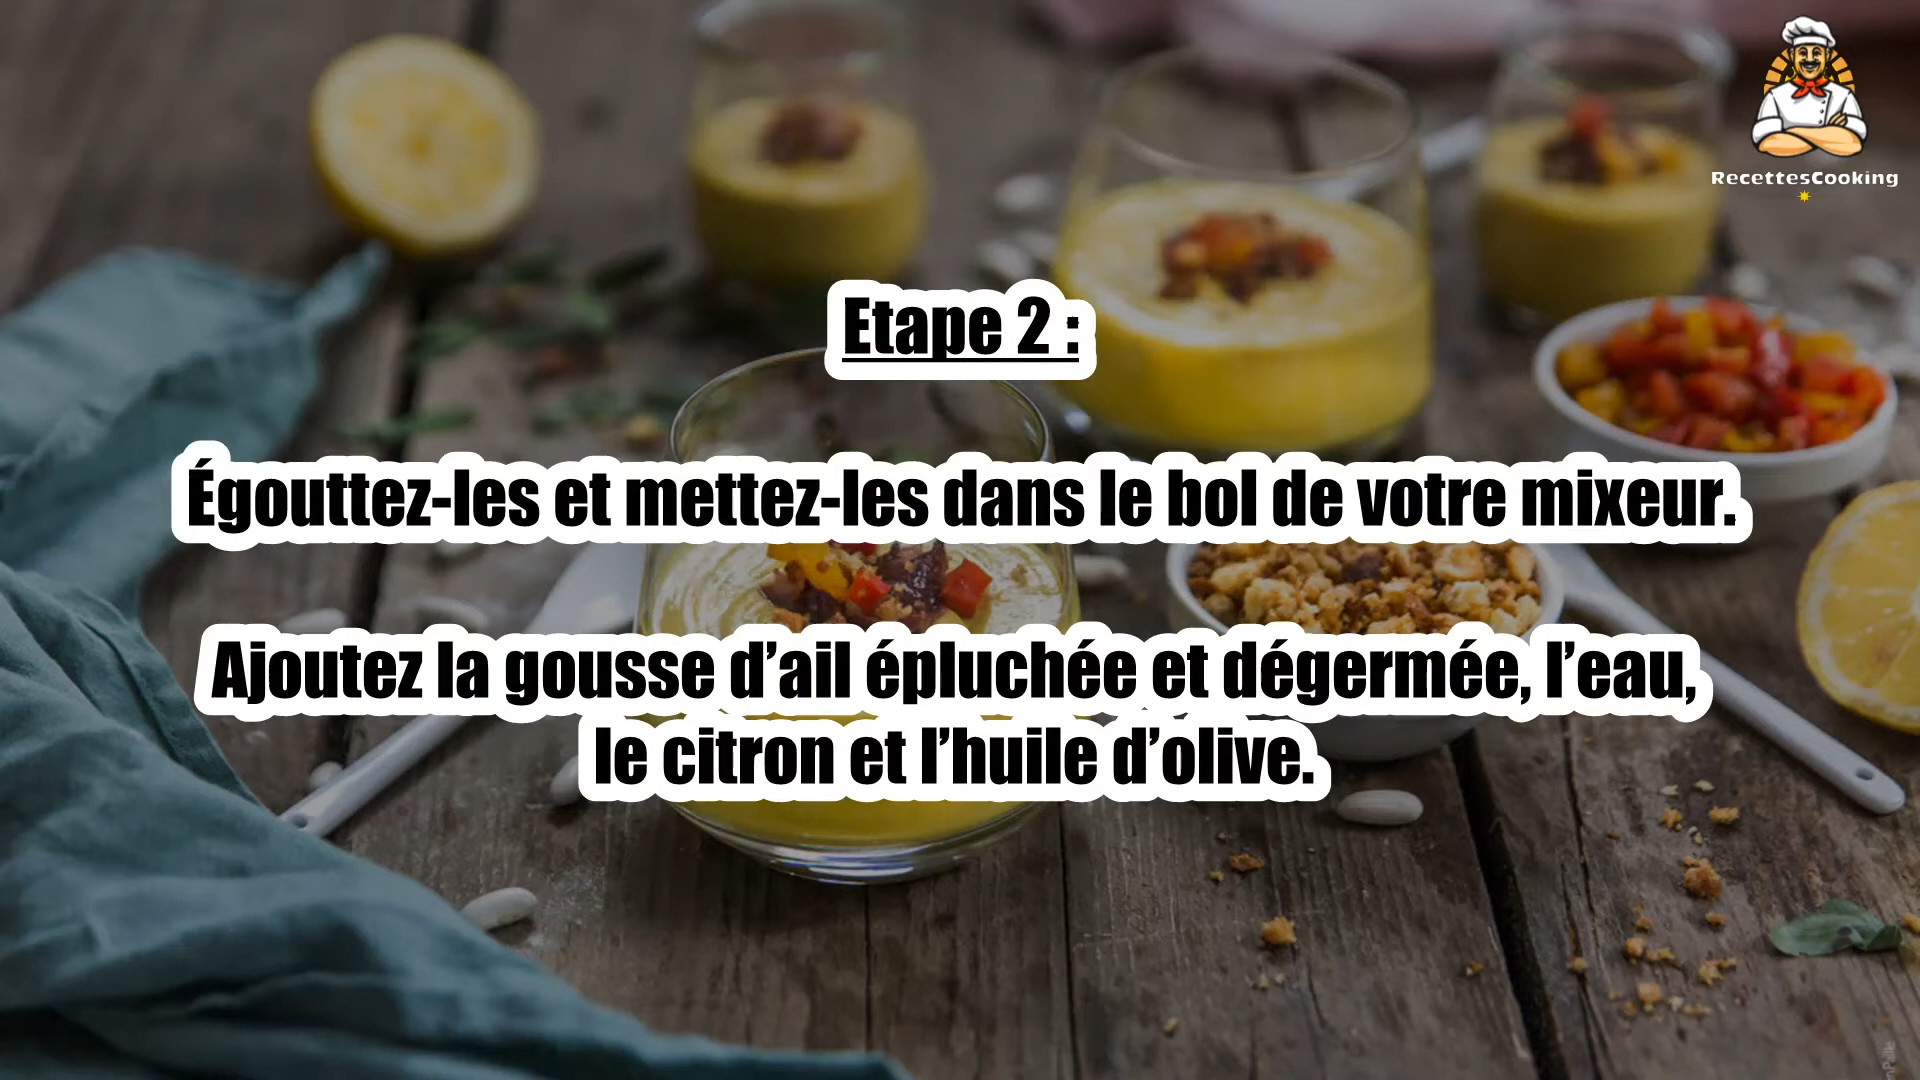 RecettesCooking
Etape 2 :
Égouttez-les et mettez-les dans le bol de votre mixeur.
Ajoutez la gousse d’ail épluchée et dégermée, l’eau,
le citron et l’huile d’olive.